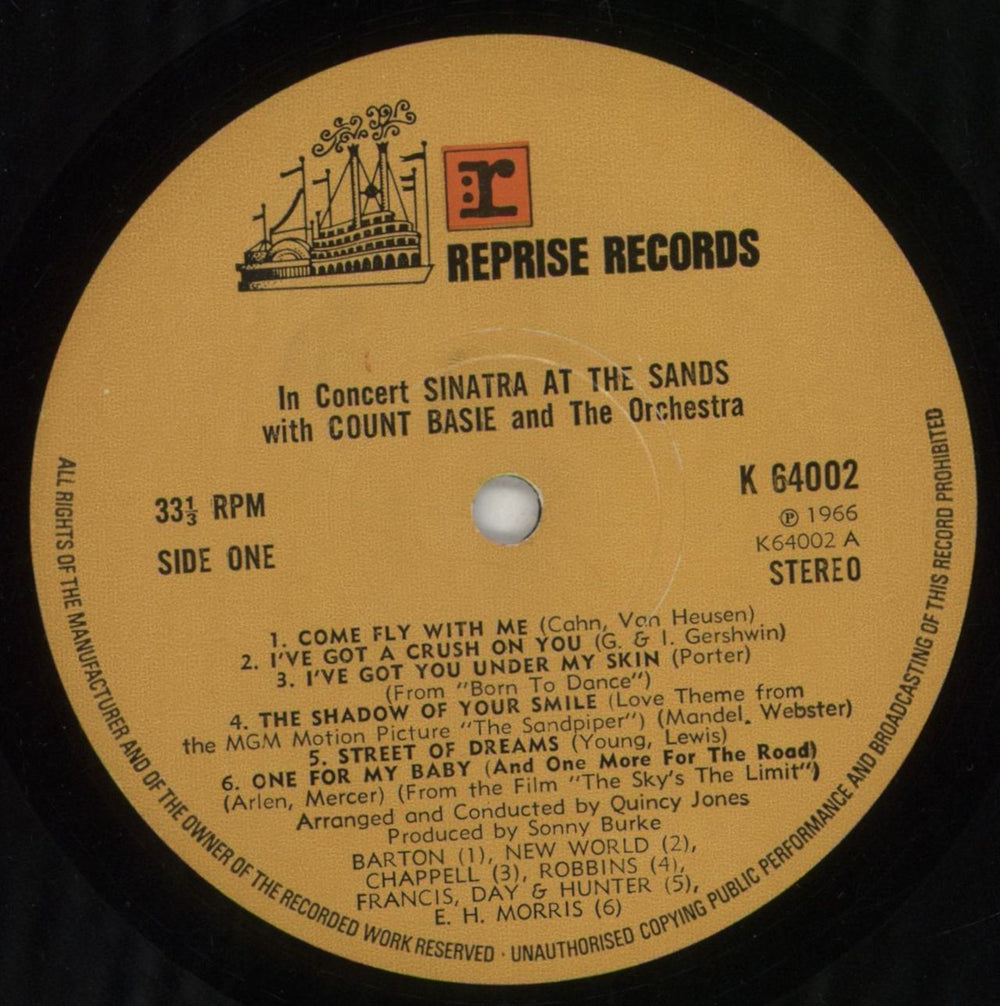 r
REPRISE RECORDS
In Concert SINATRA AT THE SANDS
with COUNT BASIE and The Orchestra
33⅓ RPM
SIDE ONE
K 64002
℗ 1966
K64002 A
STEREO
1. COME FLY WITH ME (Cahn, Van Heusen)
2. I'VE GOT A CRUSH ON YOU (G. & I. Gershwin)
3. I'VE GOT YOU UNDER MY SKIN (Porter)
(From "Born To Dance")
4. THE SHADOW OF YOUR SMILE (Love Theme from
the MGM Motion Picture "The Sandpiper") (Mandel, Webster)
5. STREET OF DREAMS (Young, Lewis)
6. ONE FOR MY BABY (And One More For The Road)
(Arlen, Mercer) (From the Film "The Sky's The Limit")
Arranged and Conducted by Quincy Jones
Produced by Sonny Burke
BARTON (1), NEW WORLD (2),
CHAPPELL (3), ROBBINS (4),
FRANCIS, DAY & HUNTER (5),
E. H. MORRIS (6)
ALL RIGHTS OF THE MANUFACTURER AND OF THE OWNER OF THE RECORDED WORK RESERVED · UNAUTHORISED COPYING PUBLIC PERFORMANCE AND BROADCASTING OF THIS RECORD PROHIBITED